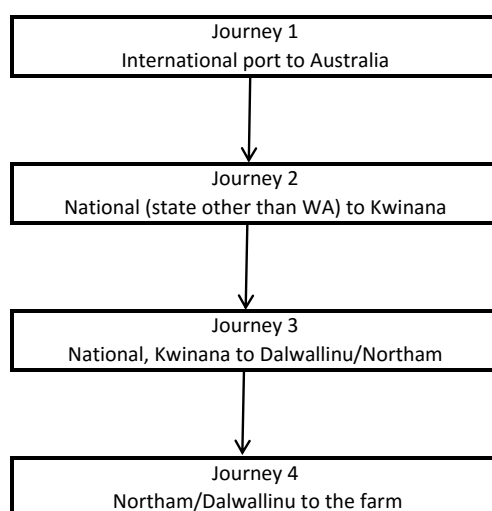 Journey 1
International port to Australia
Journey 2
National (state other than WA) to Kwinana
Journey 3
National, Kwinana to Dalwallinu/Northam
Journey 4
Northam/Dalwallinu to the farm